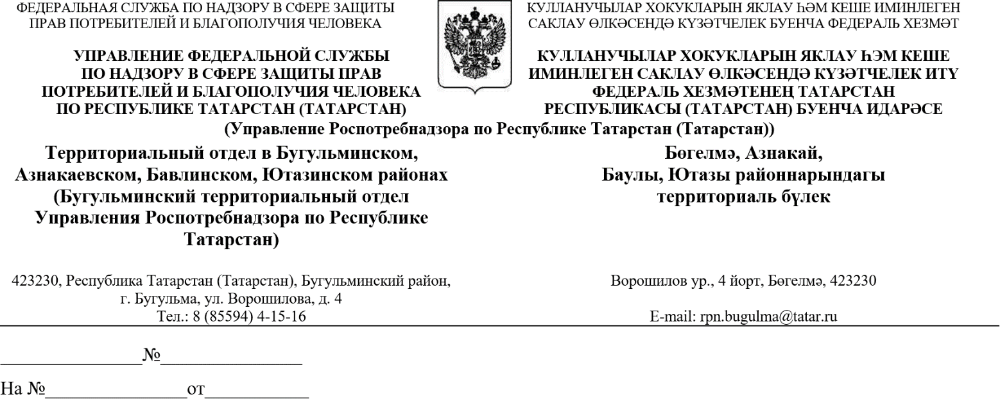 ФЕДЕРАЛЬНАЯ СЛУЖБА ПО НАДЗОРУ В СФЕРЕ ЗАЩИТЫ
ПРАВ ПОТРЕБИТЕЛЕЙ И БЛАГОПОЛУЧИЯ ЧЕЛОВЕКА
УПРАВЛЕНИЕ ФЕДЕРАЛЬНОЙ СЛУЖБЫ
ПО НАДЗОРУ В СФЕРЕ ЗАЩИТЫ ПРАВ
ПОТРЕБИТЕЛЕЙ И БЛАГОПОЛУЧИЯ ЧЕЛОВЕКА
ПО РЕСПУБЛИКЕ ТАТАРСТАН (ТАТАРСТАН)
КУЛЛАНУЧЫЛАР ХОКУКЛАРЫН ЯКЛАУ ҺӘМ КЕШЕ ИМИНЛЕГЕН
САКЛАУ ӨЛКӘСЕНДӘ КҮЗӘТЧЕЛЕК БУЕНЧА ФЕДЕРАЛЬ ХЕЗМӘТ
КУЛЛАНУЧЫЛАР ХОКУКЛАРЫН ЯКЛАУ ҺЭМ КЕШЕ
ИМИНЛЕГЕН САКЛАУ ӨЛКӘСЕНДӘ КҮЗӘТЧЕЛЕК ИТҮ
ФЕДЕРАЛЬ ХЕЗМӘТЕНЕҢ ТАТАРСТАН
РЕСПУБЛИКАСЫ (ТАТАРСТАН) БУЕНЧА ИДАРӘСЕ
(Управление Роспотребнадзора по Республике Татарстан (Татарстан))
Территориальный отдел в Бугульминском,
Азнакаевском, Бавлинском, Ютазинском районах
(Бугульминский территориальный отдел
Управления Роспотребнадзора по Республике
Татарстан)
Бөгелмә, Азнакай,
Баулы, Ютазы районнарындагы
территориаль бүлек
423230, Республика Татарстан (Татарстан), Бугульминский район,
г. Бугульма, ул. Ворошилова, д. 4
Тел.: 8 (85594) 4-15-16
Ворошилов ур., 4 йорт, Бөгелмә, 423230
E-mail: rpn.bugulma@tatar.ru
________________№________________
На №________________от____________